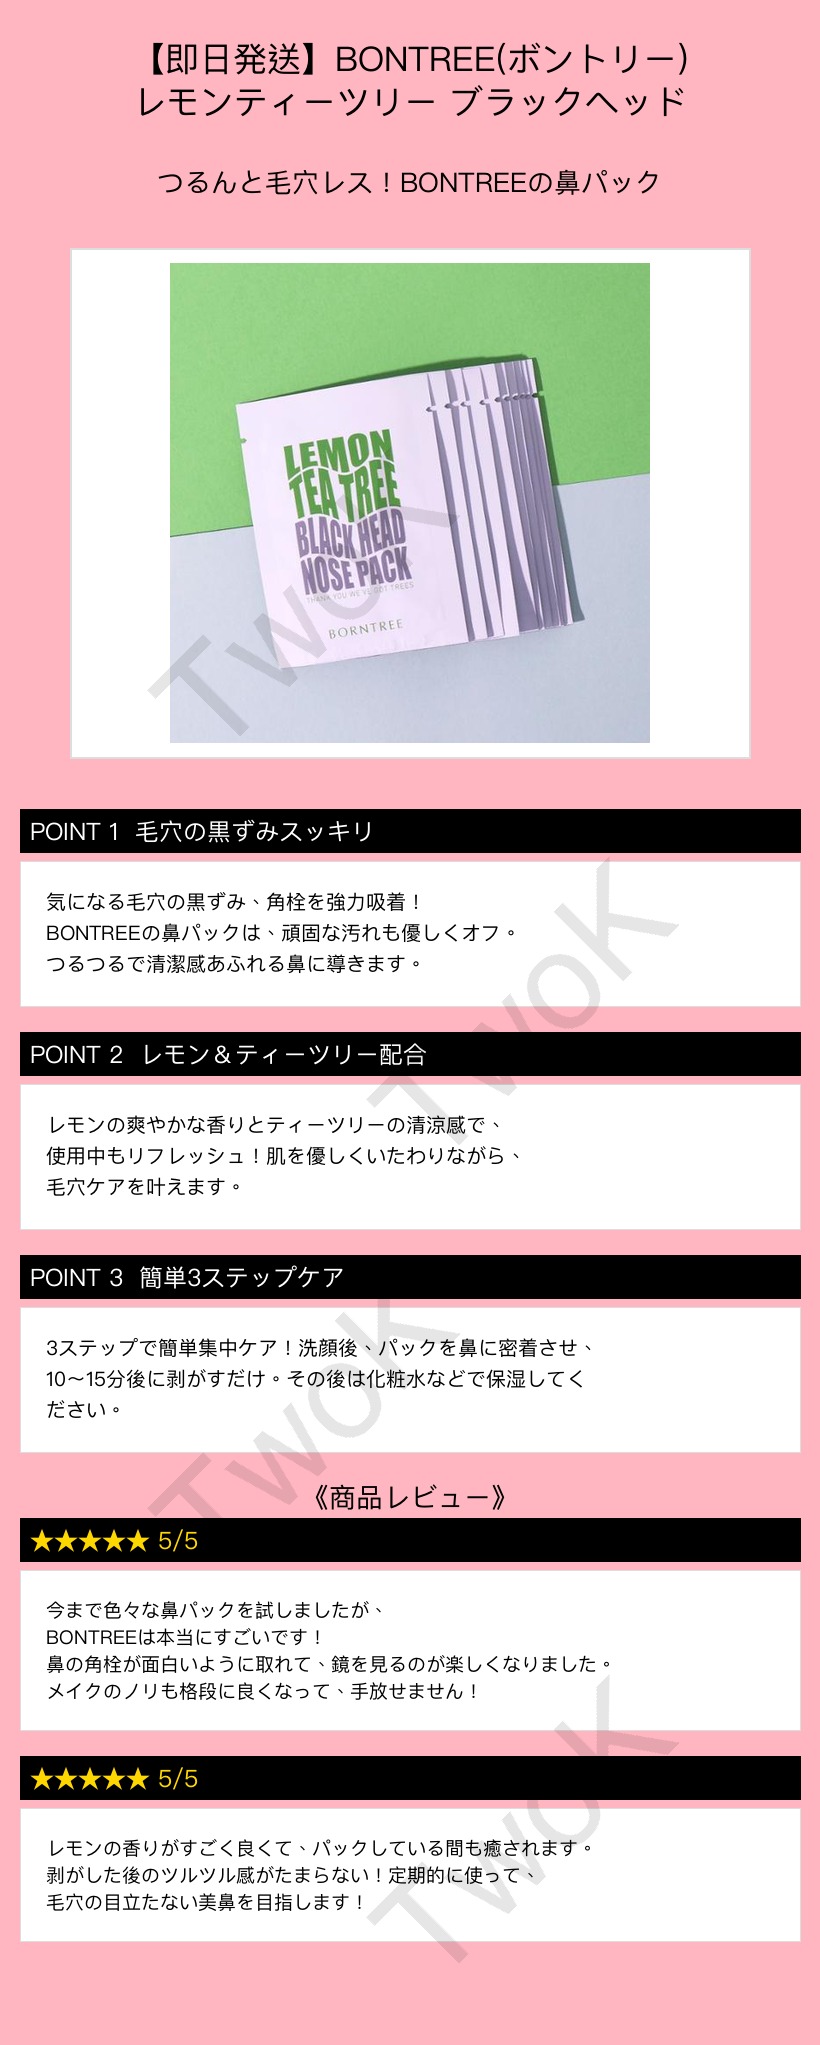 【即日発送】BONTREE(ボントリー)
レモンティーツリー ブラックヘッド
つるんと毛穴レス！BONTREEの鼻パック
LEMON
TEA TREE
BLACK HEAD
NOSE PACK
THANK YOU WE'VE GOT TREES
BORNTREE
TwoK
POINT 1 毛穴の黒ずみスッキリ
気になる毛穴の黒ずみ、角栓を強力吸着！
BONTREEの鼻パックは、頑固な汚れも優しくオフ。
つるつるで清潔感あふれる鼻に導きます。
TwoK
POINT 2 レモン＆ティーツリー配合
レモンの爽やかな香りとティーツリーの清涼感で、
使用中もリフレッシュ！肌を優しくいたわりながら、
毛穴ケアを叶えます。
POINT 3 簡単3ステップケア
3ステップで簡単集中ケア！洗顔後、パックを鼻に密着させ、
10〜15分後に剥がすだけ。その後は化粧水などで保湿してく
ださい。
TwoK
《商品レビュー》
★★★★★ 5/5
今まで色々な鼻パックを試しましたが、
BONTREEは本当にすごいです！
鼻の角栓が面白いように取れて、鏡を見るのが楽しくなりました。
メイクのノリも格段に良くなって、手放せません！
★★★★★ 5/5
レモンの香りがすごく良くて、パックしている間も癒されます。
剥がした後のツルツル感がたまらない！定期的に使って、
毛穴の目立たない美鼻を目指します！
TwoK